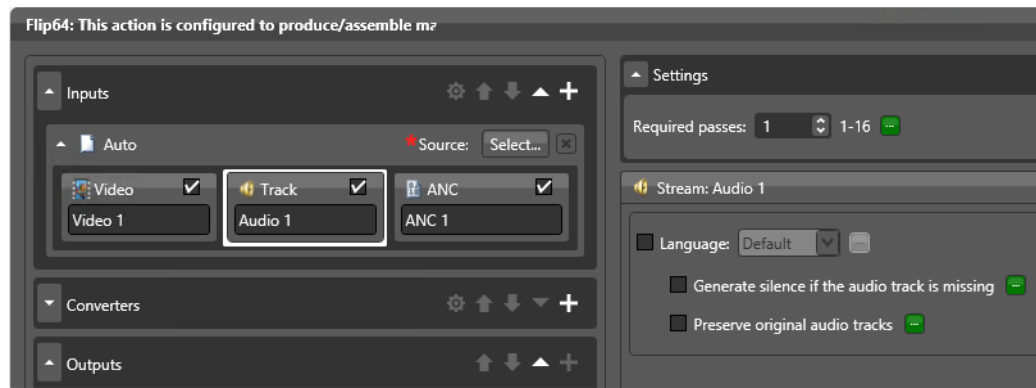 Flip64: This action is configured to produce/assemble
Inputs
Auto
*Source: Select...
Video
Track
ANC
Video 1
Audio 1
ANC 1
Converters
Outputs
Settings
Required passes: 1 1-16
Stream: Audio 1
Language: Default
Generate silence if the audio track is missing
Preserve original audio tracks